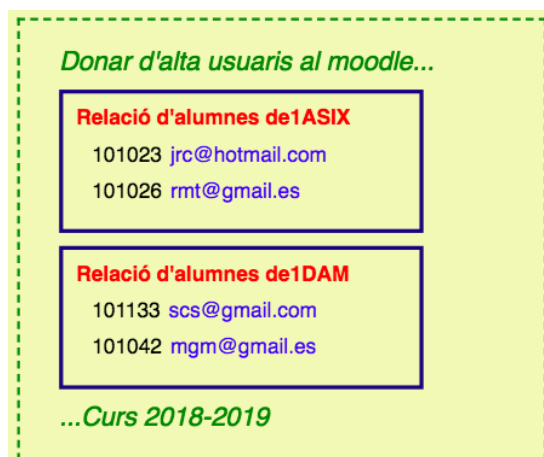 Donar d'alta usuaris al moodle...
Relació d'alumnes de1ASIX
101023 jrc@hotmail.com
101026 rmt@gmail.es
Relació d'alumnes de1DAM
101133 scs@gmail.com
101042 mgm@gmail.es
...Curs 2018-2019